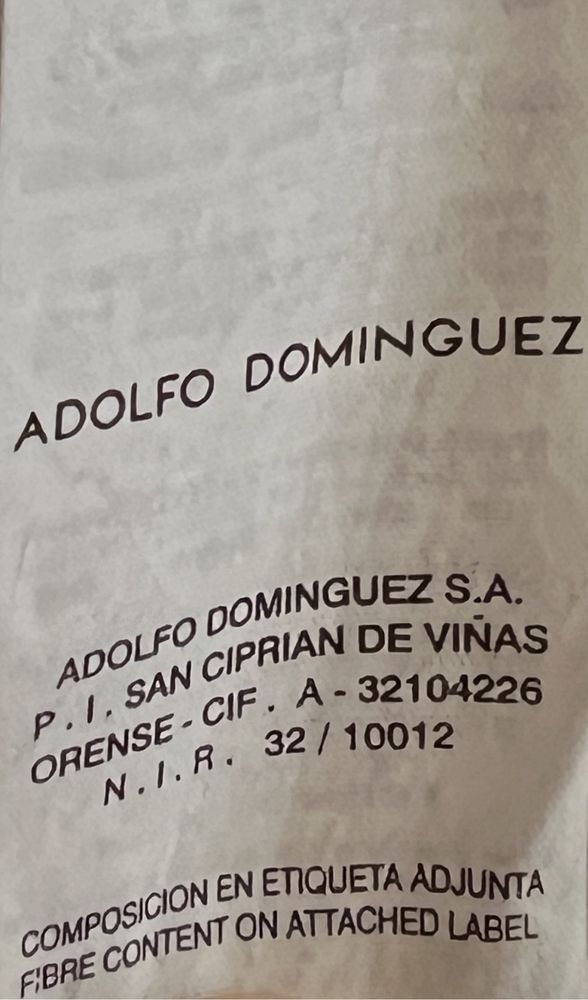 ADOLFO DOMINGUEZ
ADOLFO DOMINGUEZ S.A.
P . I . SAN CIPRIAN DE VIÑAS
ORENSE - CIF . A - 32104226
N . I . R . 32 / 10012
COMPOSICION EN ETIQUETA ADJUNTA
FIBRE CONTENT ON ATTACHED LABEL